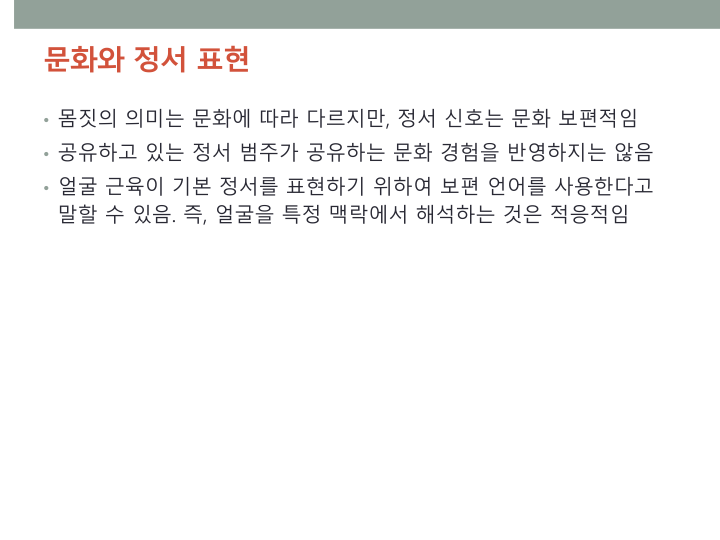 문화와 정서 표현
• 몸짓의 의미는 문화에 따라 다르지만, 정서 신호는 문화 보편적임
• 공유하고 있는 정서 범주가 공유하는 문화 경험을 반영하지는 않음
• 얼굴 근육이 기본 정서를 표현하기 위하여 보편 언어를 사용한다고
말할 수 있음. 즉, 얼굴을 특정 맥락에서 해석하는 것은 적응적임